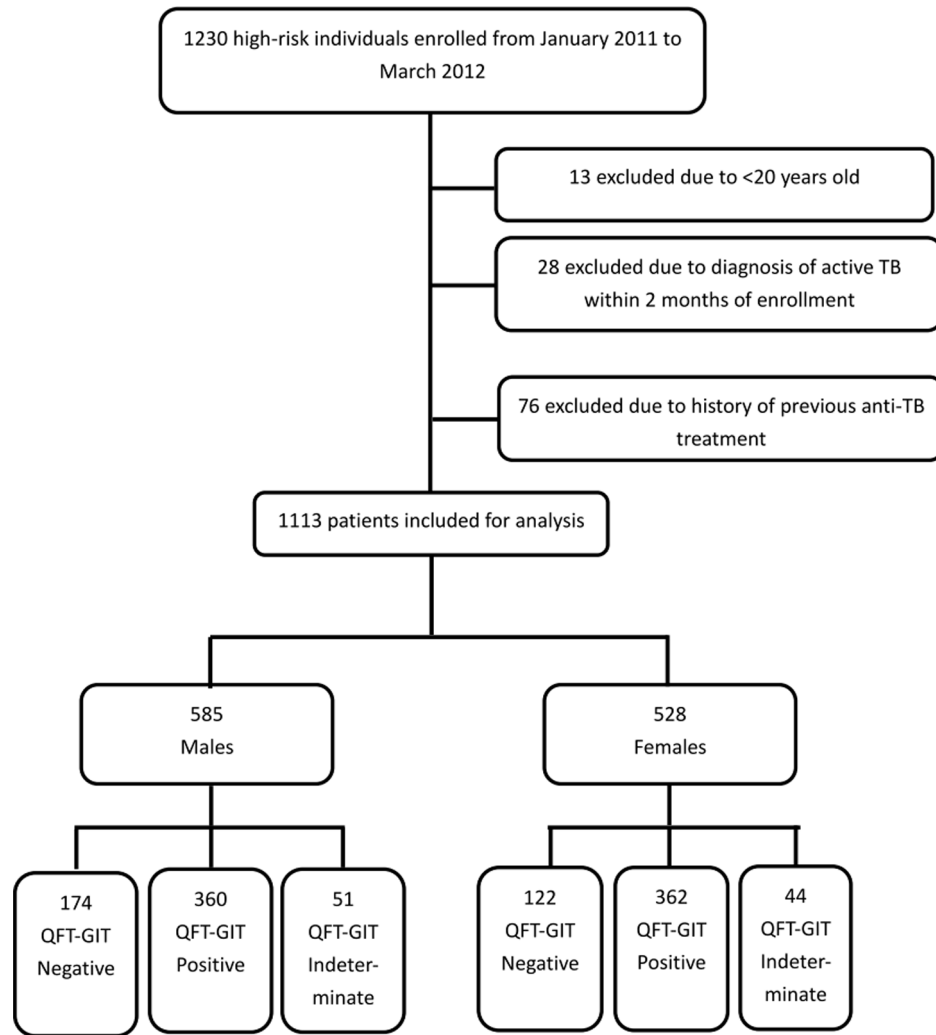 1230 high-risk individuals enrolled from January 2011 to
March 2012
13 excluded due to <20 years old
28 excluded due to diagnosis of active TB
within 2 months of enrollment
76 excluded due to history of previous anti-TB
treatment
1113 patients included for analysis
585
Males
528
Females
174
QFT-GIT
Negative
360
QFT-GIT
Positive
51
QFT-GIT
Indeter-
minate
122
QFT-GIT
Negative
362
QFT-GIT
Positive
44
QFT-GIT
Indeter-
minate